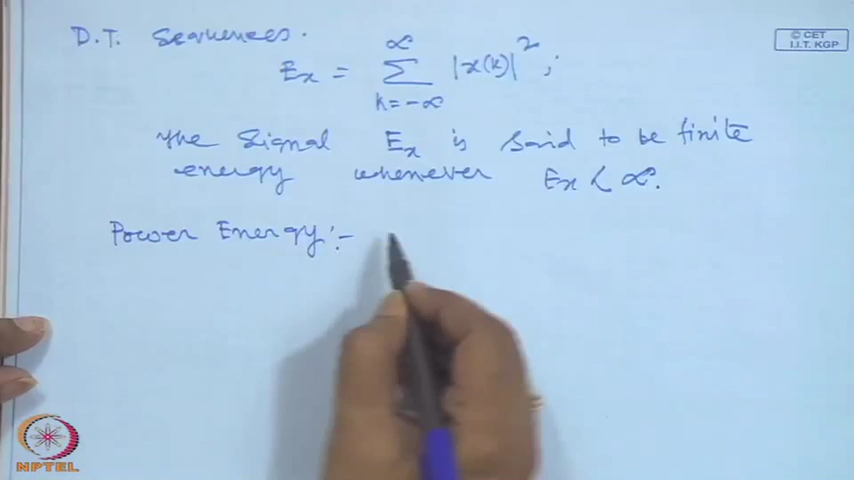 D.T. Sequences.
© CET
I.I.T. KGP
Ex = ∞ Σ k=-∞ |x(k)|² ;
The Signal Ex is said to be finite
energy whenever Ex < ∞.
Power Energy :-
NPTEL